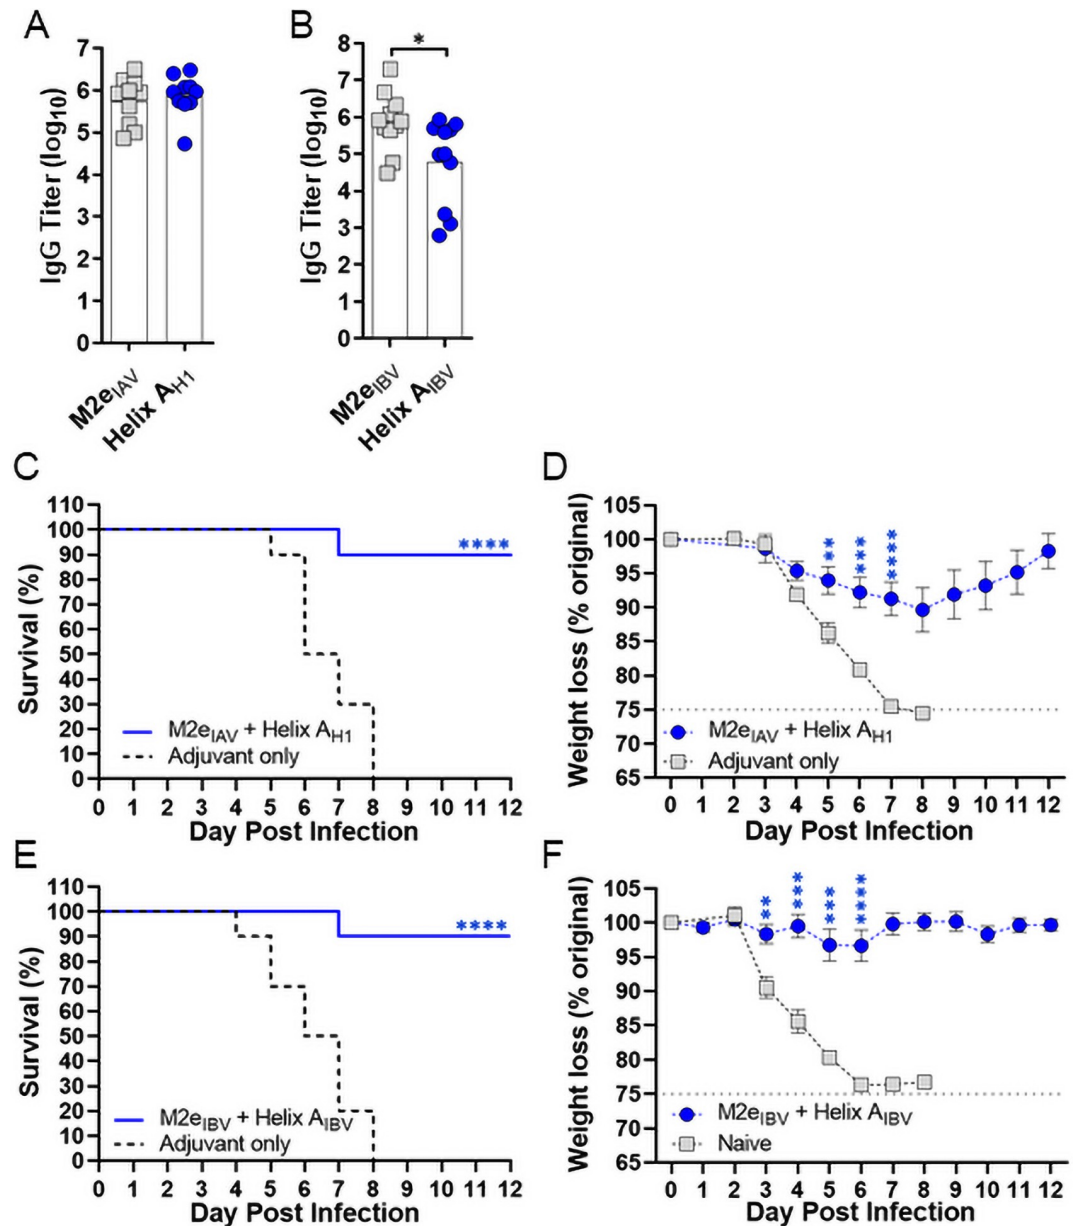 A
IgG Titer (log10)
7
6
5
4
3
2
1
0
M2eIAV
Helix AH1
B
*
IgG Titer (log10)
8
7
6
5
4
3
2
1
0
M2eIBV
Helix AIBV
C
Survival (%)
110
100
90
80
70
60
50
40
30
20
10
0
****
M2eIAV + Helix AH1
Adjuvant only
0 1 2 3 4 5 6 7 8 9 10 11 12
Day Post Infection
D
Weight loss (% original)
105
100
95
90
85
80
75
70
65
**
***
****
M2eIAV + Helix AH1
Adjuvant only
0 1 2 3 4 5 6 7 8 9 10 11 12
Day Post Infection
E
Survival (%)
110
100
90
80
70
60
50
40
30
20
10
0
****
M2eIBV + Helix AIBV
Adjuvant only
0 1 2 3 4 5 6 7 8 9 10 11 12
Day Post Infection
F
Weight loss (% original)
105
100
95
90
85
80
75
70
65
**
***
***
****
M2eIBV + Helix AIBV
Naive
0 1 2 3 4 5 6 7 8 9 10 11 12
Day Post Infection